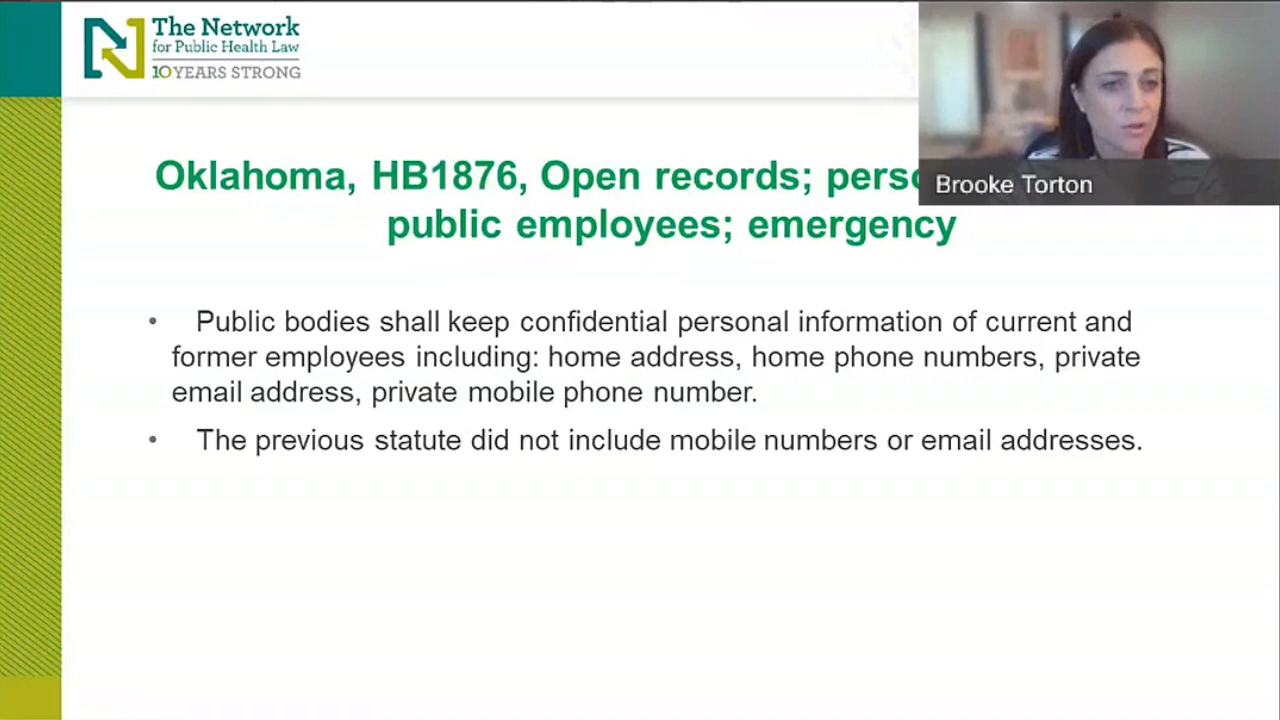 The Network
for Public Health Law
10 YEARS STRONG
Brooke Torton
Oklahoma, HB1876, Open records;
public employees; emergency
• Public bodies shall keep confidential personal information of current and
former employees including: home address, home phone numbers, private
email address, private mobile phone number.
• The previous statute did not include mobile numbers or email addresses.